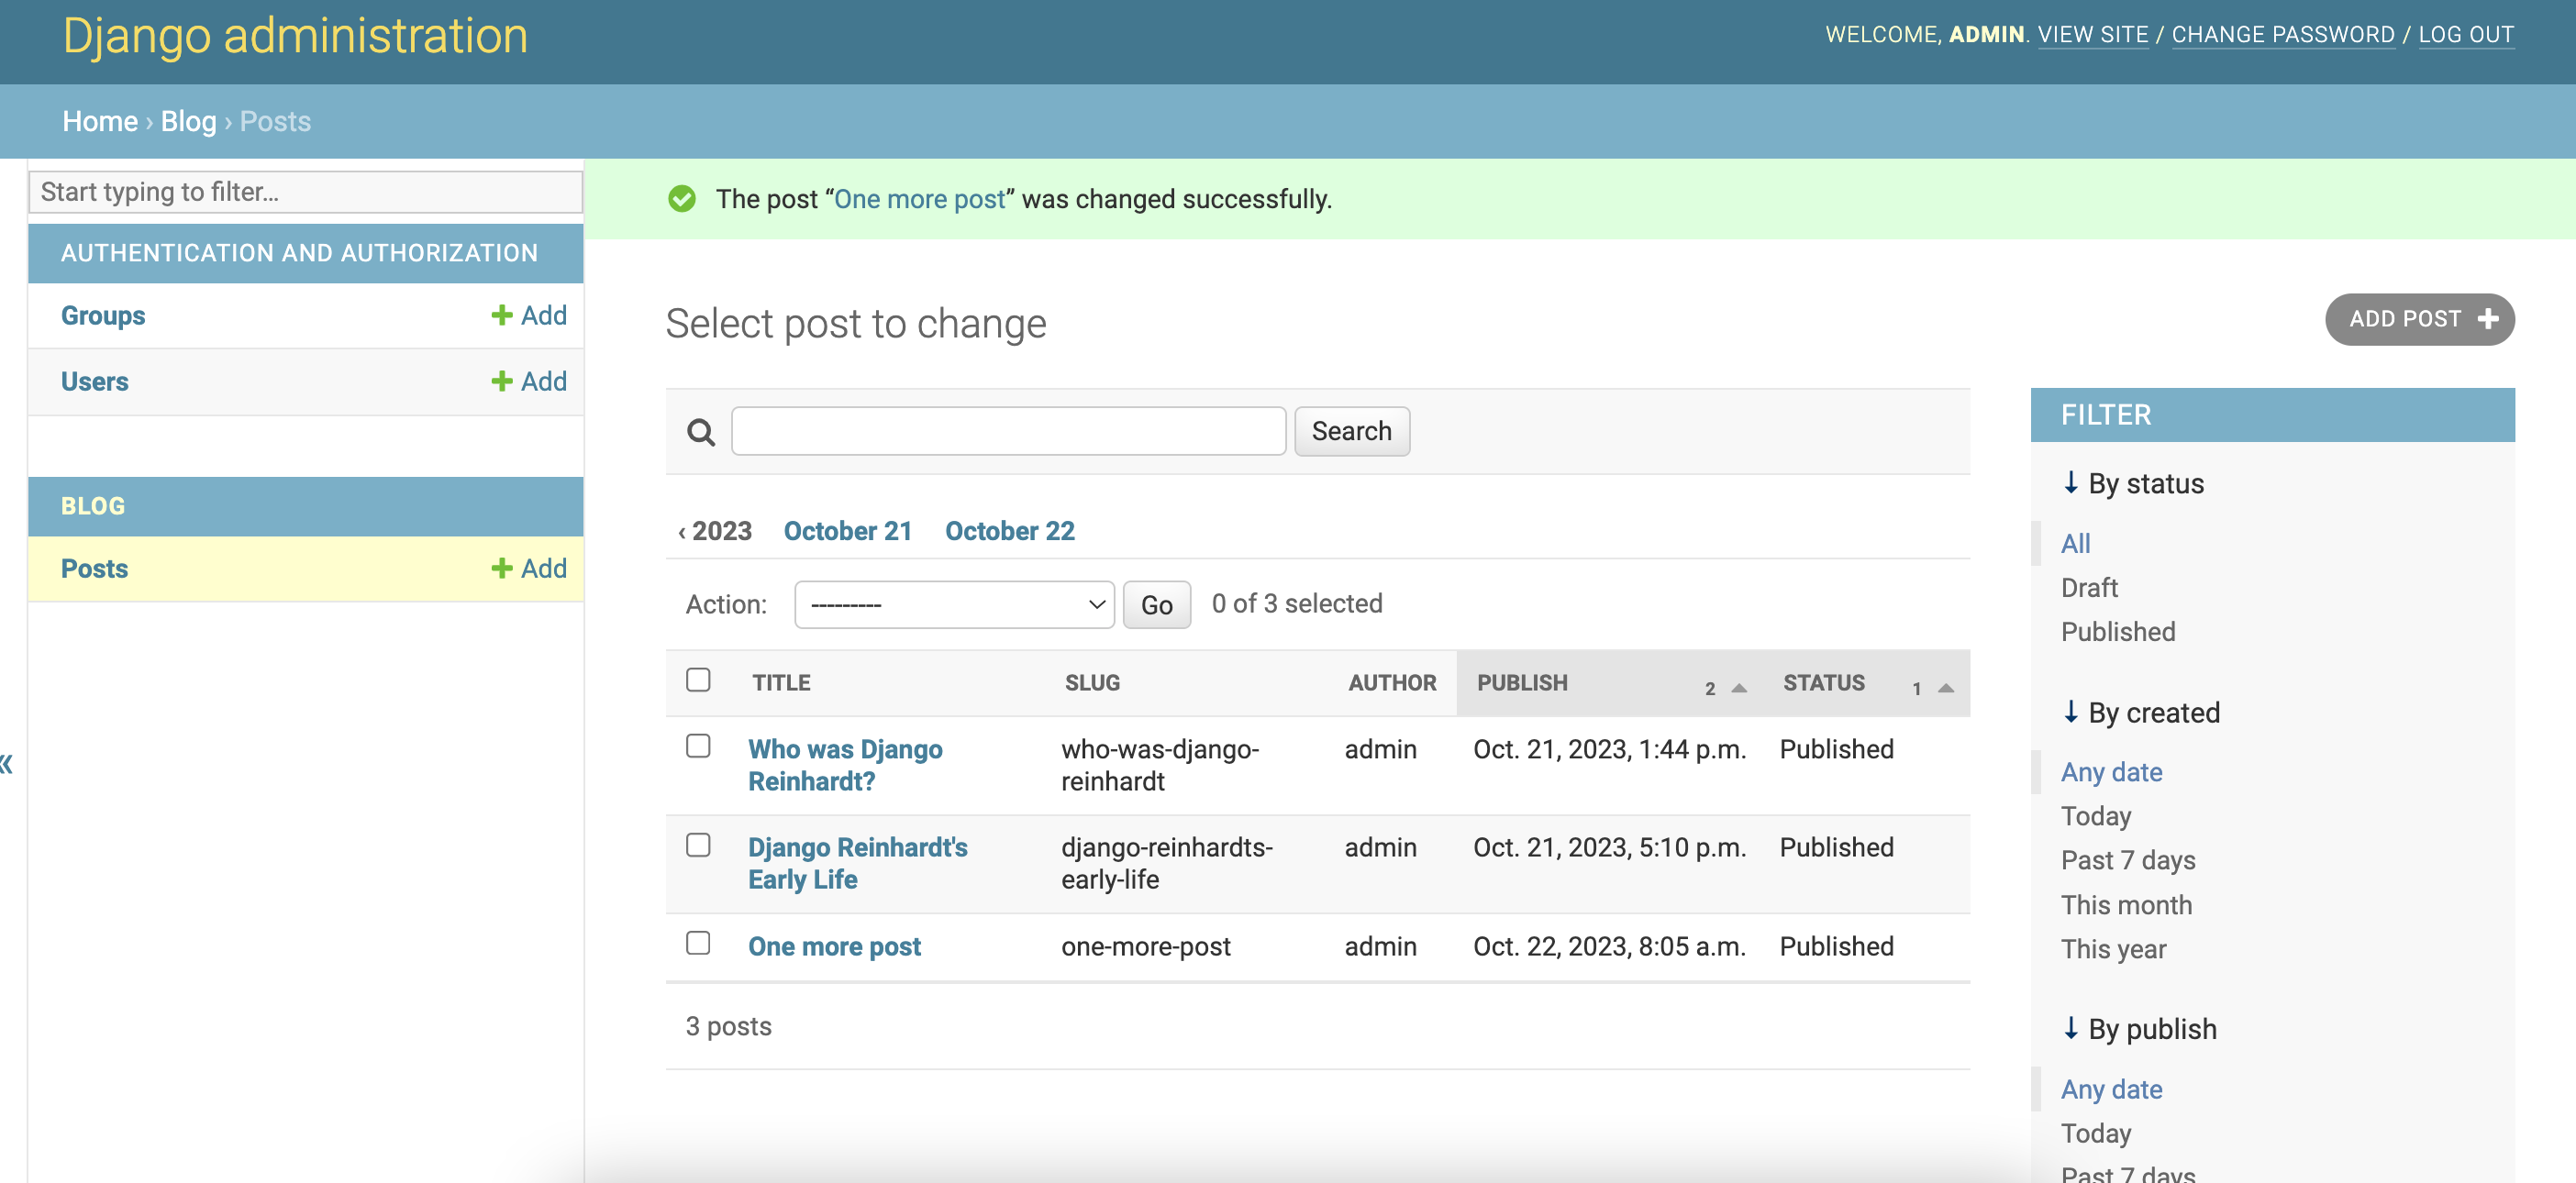 Django administration
WELCOME, ADMIN. VIEW SITE / CHANGE PASSWORD / LOG OUT
Home › Blog › Posts
Start typing to filter...
AUTHENTICATION AND AUTHORIZATION
Groups + Add
Users + Add
BLOG
Posts + Add
«
The post “One more post” was changed successfully.
Select post to change
ADD POST +
Search
‹ 2023 October 21 October 22
Action: --------- Go 0 of 3 selected
TITLE SLUG AUTHOR PUBLISH 2 STATUS 1
Who was Django who-was-django- admin Oct. 21, 2023, 1:44 p.m. Published
Reinhardt? reinhardt
Django Reinhardt's django-reinhardts- admin Oct. 21, 2023, 5:10 p.m. Published
Early Life early-life
One more post one-more-post admin Oct. 22, 2023, 8:05 a.m. Published
3 posts
FILTER
↓ By status
All
Draft
Published
↓ By created
Any date
Today
Past 7 days
This month
This year
↓ By publish
Any date
Today
Past 7 days